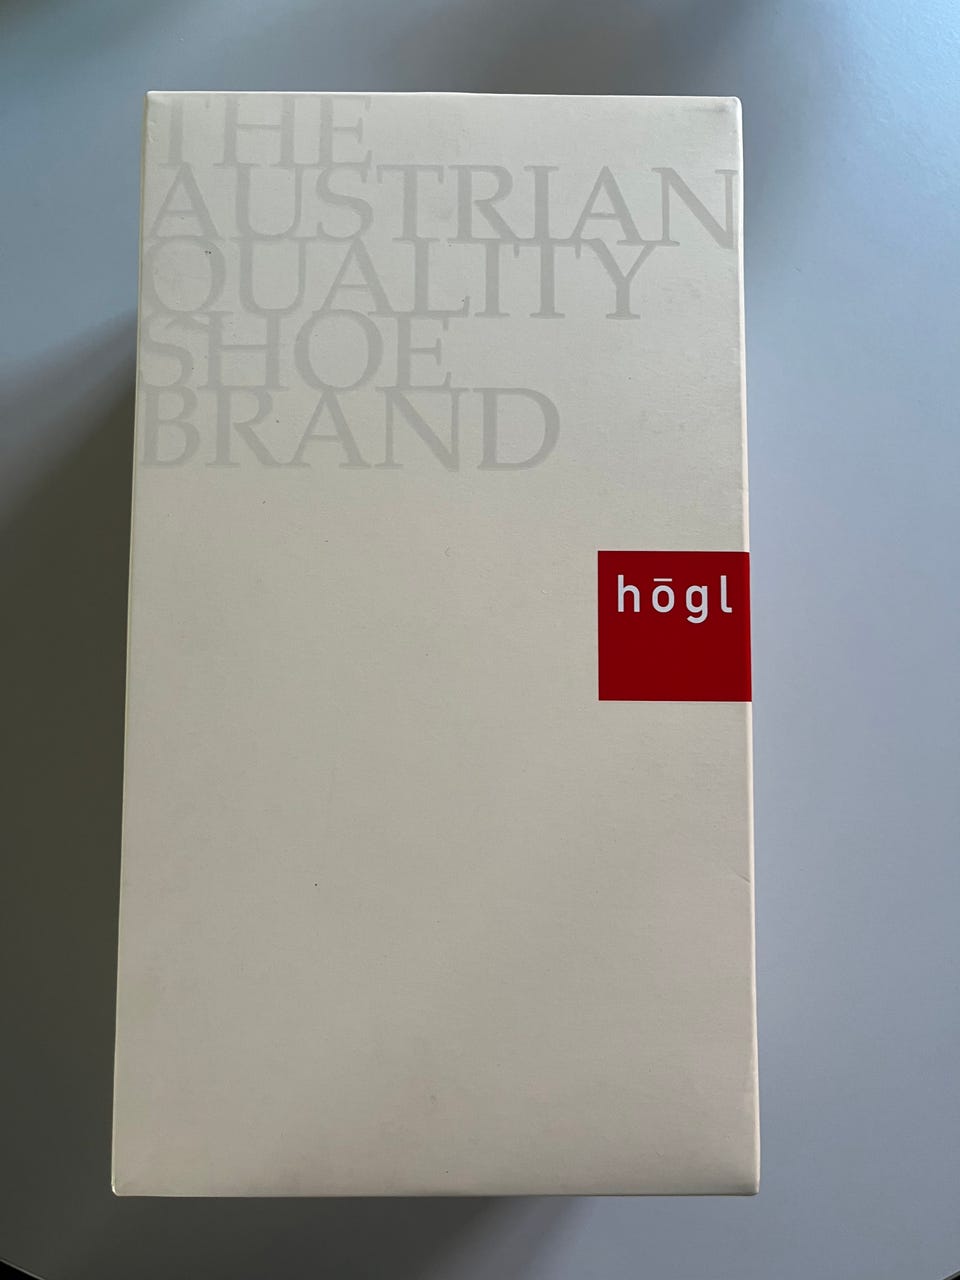 THE
AUSTRIAN
QUALITY
SHOE
BRAND
hōgl